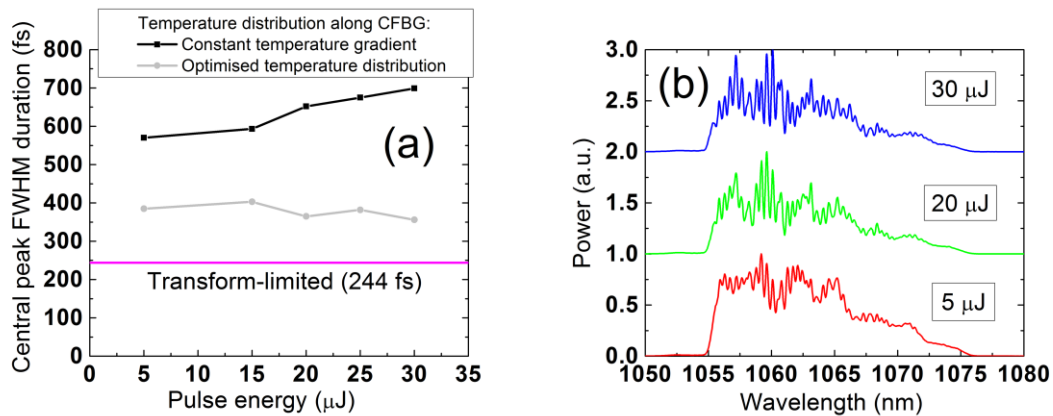 Temperature distribution along CFBG:
Constant temperature gradient
Optimised temperature distribution
Central peak FWHM duration (fs)
800
700
600
500
400
300
200
100
0
(a)
Transform-limited (244 fs)
0 5 10 15 20 25 30 35
Pulse energy (μJ)
(b)
Power (a.u.)
3.0
2.5
2.0
1.5
1.0
0.5
0.0
30 μJ
20 μJ
5 μJ
1050 1055 1060 1065 1070 1075 1080
Wavelength (nm)